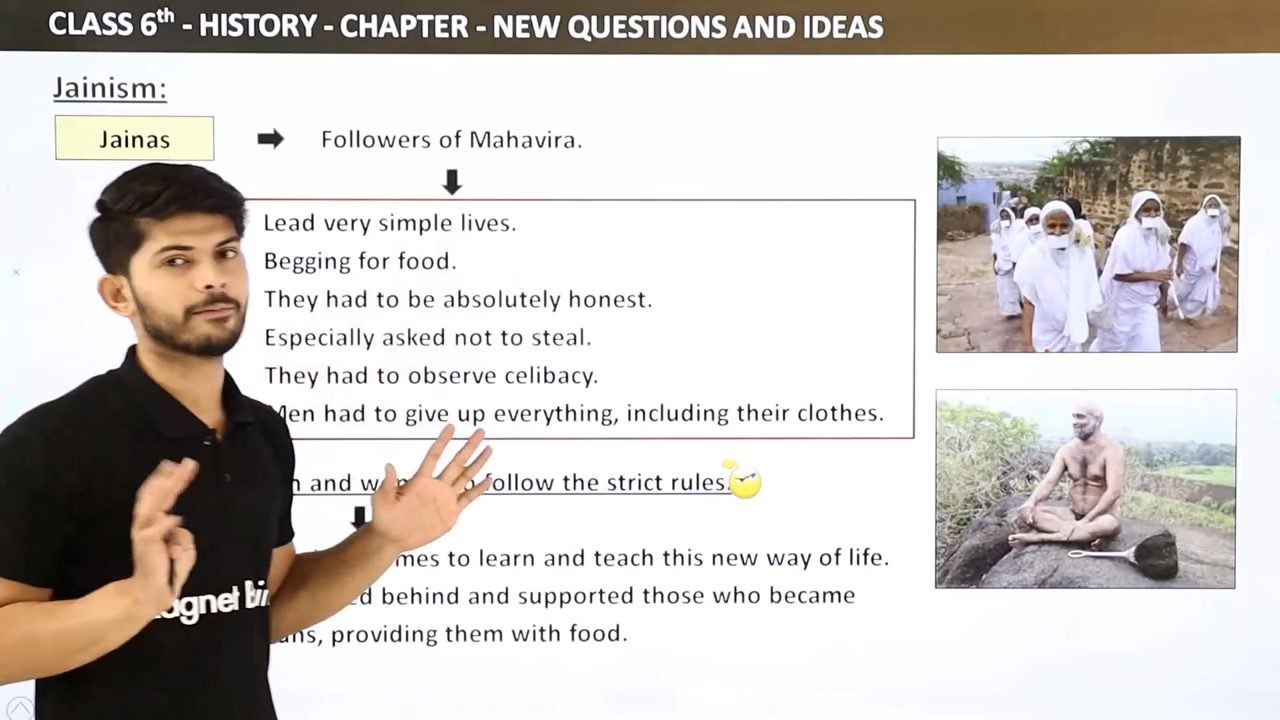 CLASS 6th - HISTORY - CHAPTER - NEW QUESTIONS AND IDEAS
Jainism:
Jainas
Followers of Mahavira.
Lead very simple lives.
Begging for food.
They had to be absolutely honest.
Especially asked not to steal.
They had to observe celibacy.
Men had to give up everything, including their clothes.
and follow the strict rules.
to learn and teach this new way of life.
behind and supported those who became
providing them with food.